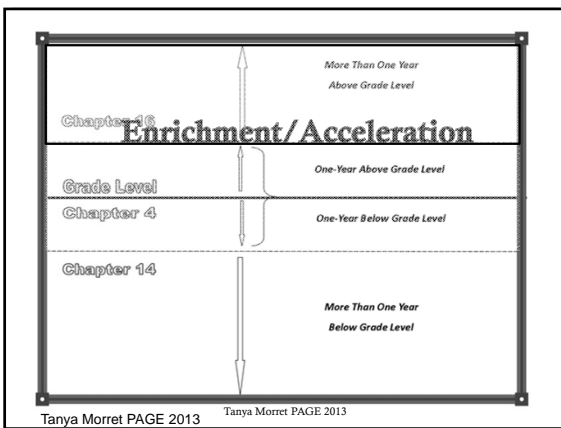 More Than One Year
Above Grade Level
Chapter 16
Enrichment/Acceleration
One-Year Above Grade Level
Grade Level
Chapter 4
One-Year Below Grade Level
Chapter 14
More Than One Year
Below Grade Level
Tanya Morret PAGE 2013
Tanya Morret PAGE 2013